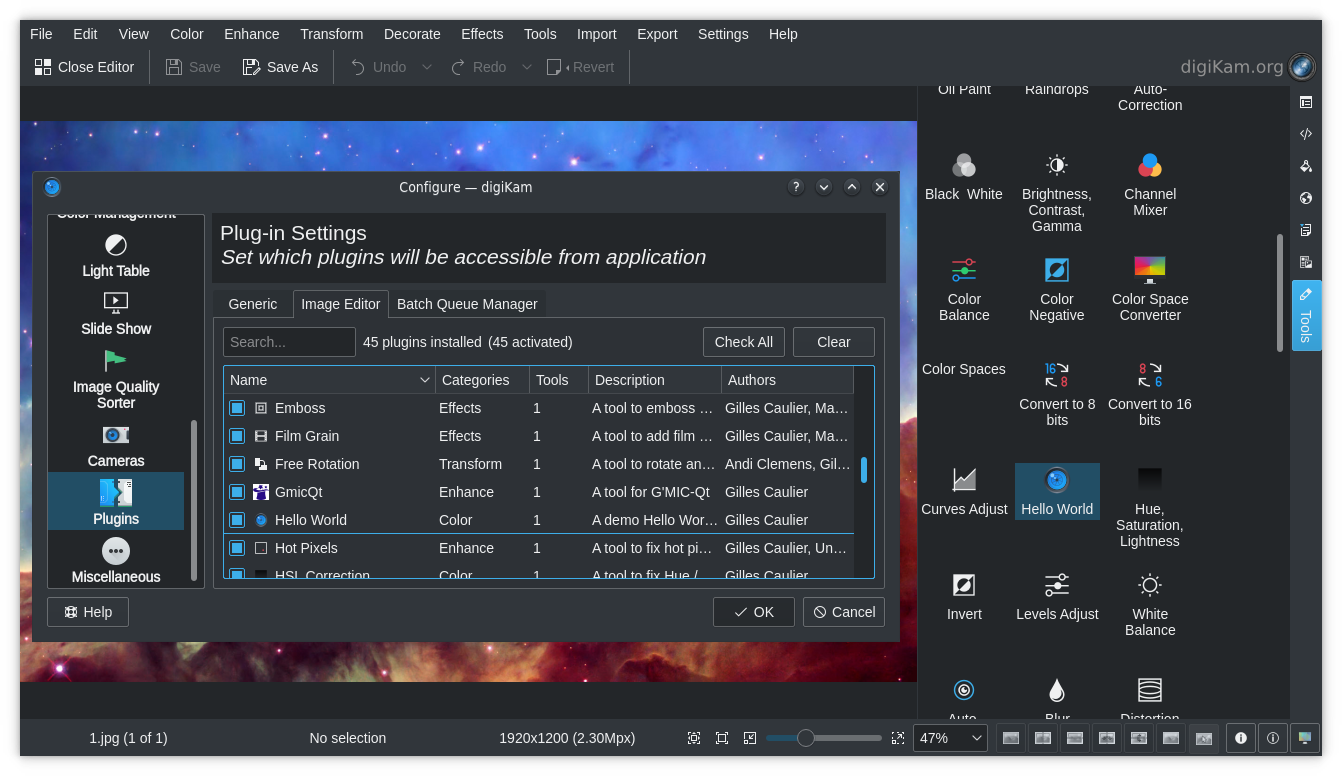 File Edit View Color Enhance Transform Decorate Effects Tools Import Export Settings Help
Close Editor Save Save As Undo Redo Revert
digiKam.org
Oil Paint Raindrops Auto-
Correction
Black White Brightness,
Contrast,
Gamma Channel
Mixer
Color
Balance Color
Negative Color Space
Converter
Color Spaces 16 8 Convert to 8
bits 8 6 Convert to 16
bits
Curves Adjust Hello World Hue,
Saturation,
Lightness
Invert Levels Adjust White
Balance
Auto Blur Distortion
Tools
Configure — digiKam
Color Management
Light Table
Slide Show
Image Quality
Sorter
Cameras
Plugins
Miscellaneous
Plug-in Settings
Set which plugins will be accessible from application
Generic Image Editor Batch Queue Manager
Search... 45 plugins installed (45 activated) Check All Clear
Name Categories Tools Description Authors
Emboss Effects 1 A tool to emboss … Gilles Caulier, Ma…
Film Grain Effects 1 A tool to add film … Gilles Caulier, Ma…
Free Rotation Transform 1 A tool to rotate an… Andi Clemens, Gil…
GmicQt Enhance 1 A tool for G'MIC-Qt Gilles Caulier
Hello World Color 1 A demo Hello Wor… Gilles Caulier
Hot Pixels Enhance 1 A tool to fix hot pi… Gilles Caulier, Un…
HSL Correction Color 1 A tool to fix Hue / Gilles Caulier
Help OK Cancel
1.jpg (1 of 1) No selection 1920x1200 (2.30Mpx) 47%